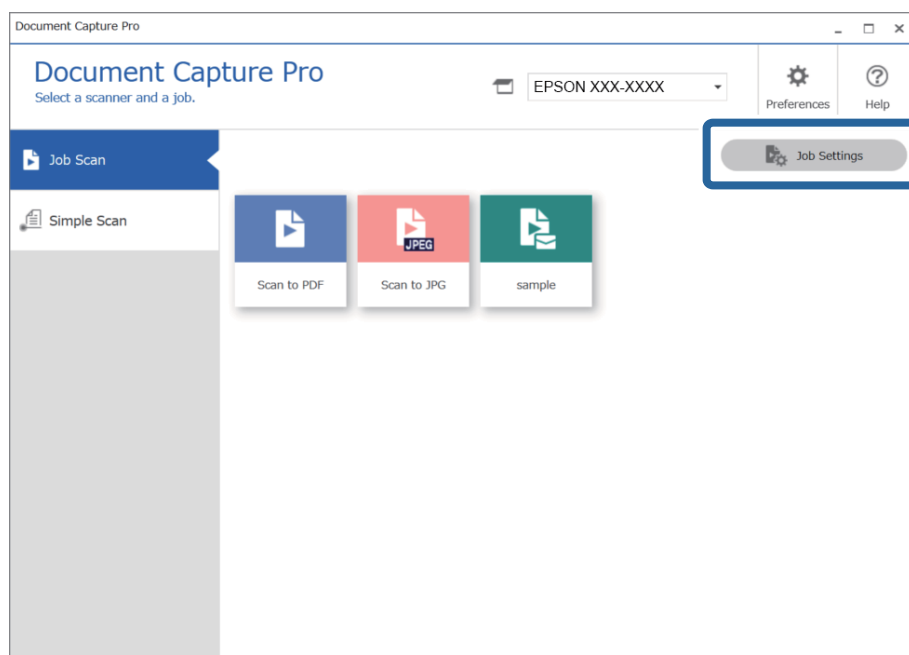 Document Capture Pro
Document Capture Pro
Select a scanner and a job.
EPSON XXX-XXXX
Preferences
Help
Job Scan
Job Settings
Simple Scan
JPEG
Scan to PDF
Scan to JPG
sample